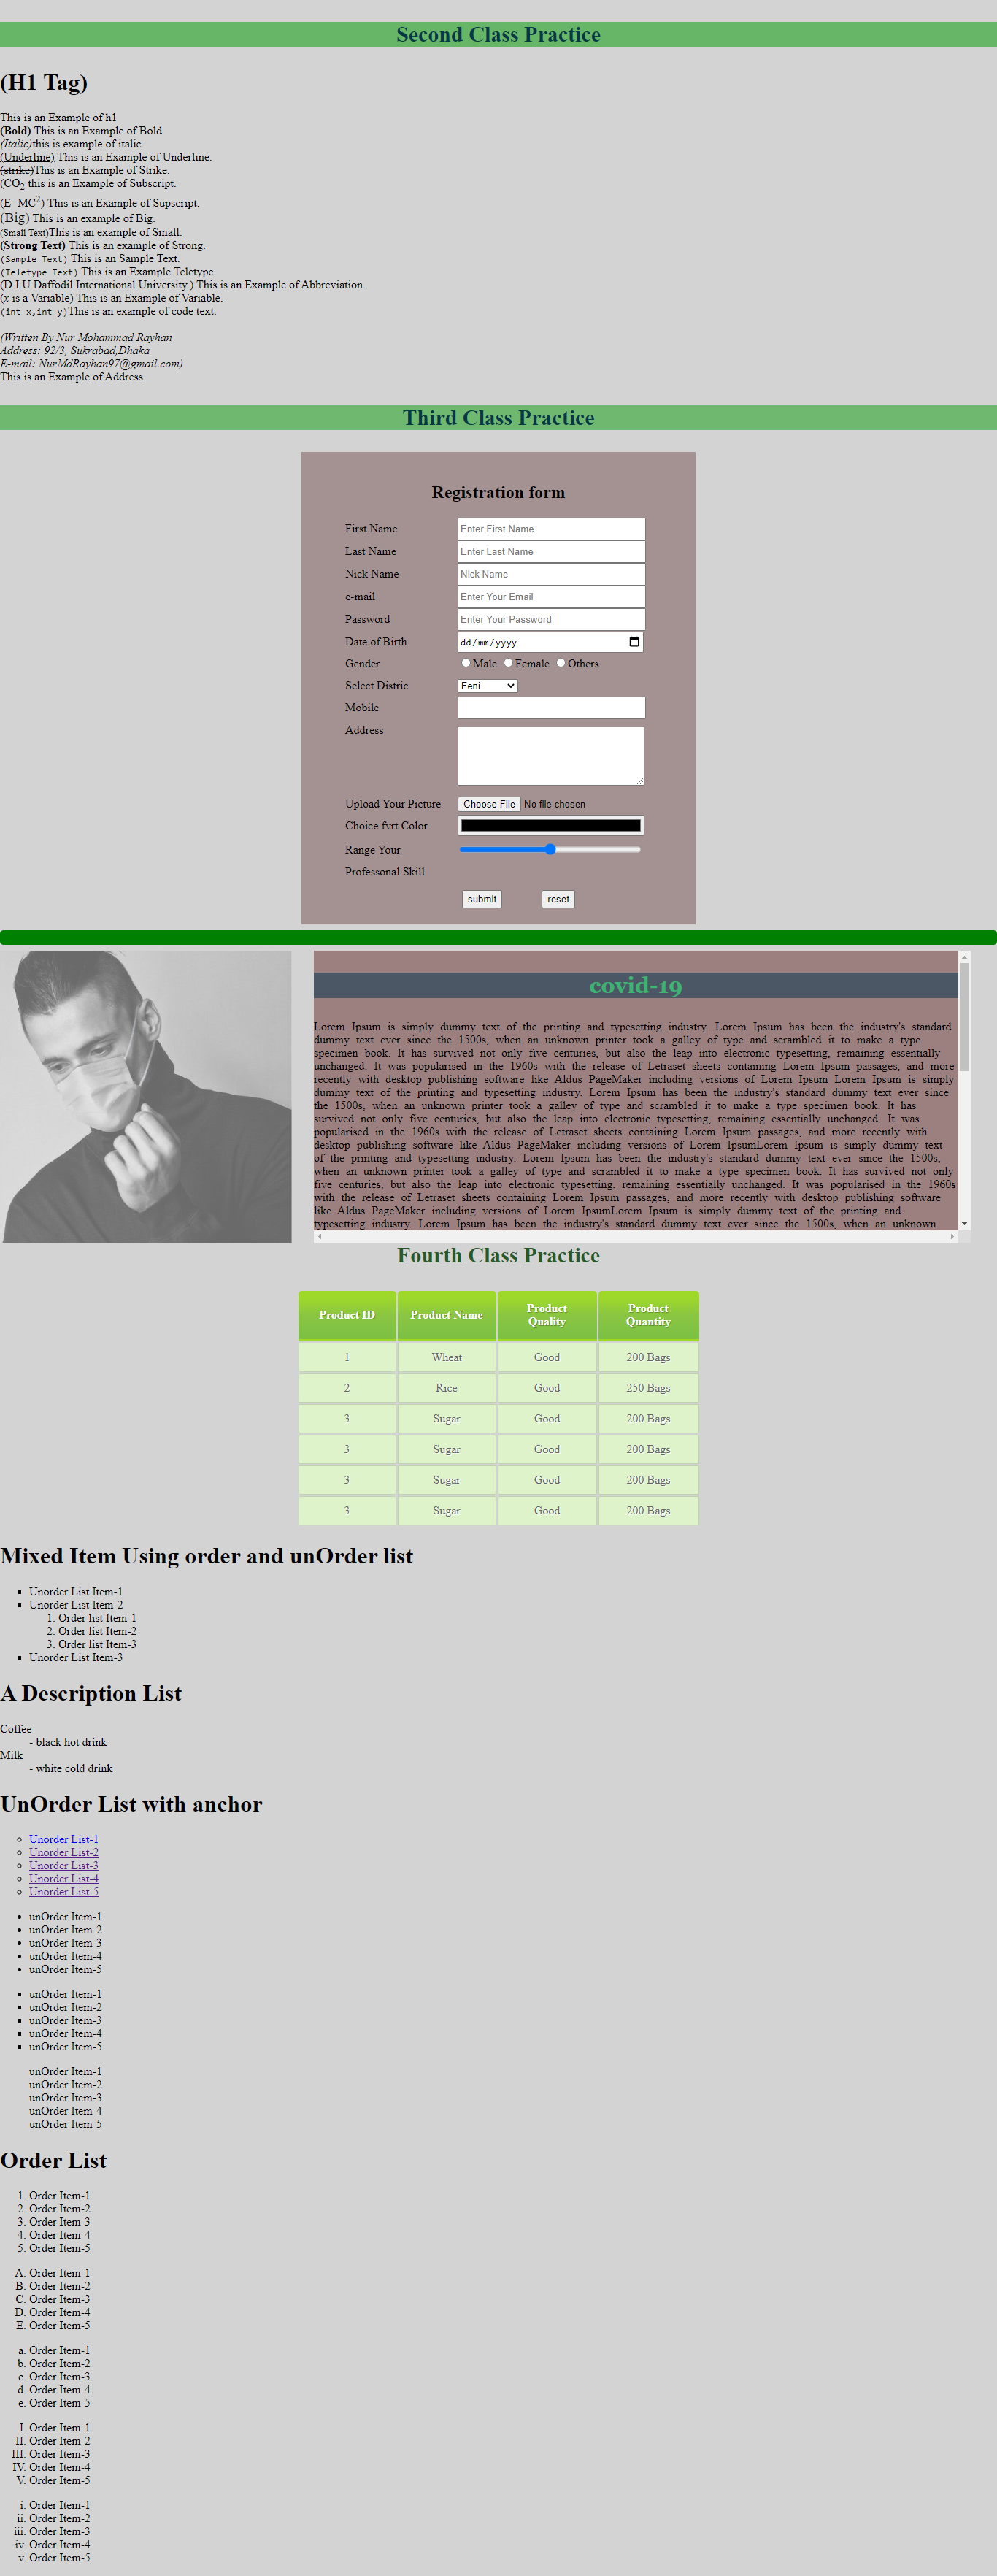 Second Class Practice
(H1 Tag)
This is an Example of h1
(Bold) This is an Example of Bold
(Italic)this is example of italic.
(Underline) This is an Example of Underline.
(strike)This is an Example of Strike.
(CO2 this is an Example of Subscript.
(E=MC2) This is an Example of Supscript.
(Big) This is an example of Big.
(Small Text)This is an example of Small.
(Strong Text) This is an example of Strong.
(Sample Text) This is an Sample Text.
(Teletype Text) This is an Example Teletype.
(D.I.U Daffodil International University.) This is an Example of Abbreviation.
(x is a Variable) This is an Example of Variable.
(int x,int y)This is an example of code text.
(Written By Nur Mohammad Rayhan
Address: 92/3, Sukrabad,Dhaka
E-mail: NurMdRayhan97@gmail.com)
This is an Example of Address.
Third Class Practice
Registration form
First Name Enter First Name
Last Name Enter Last Name
Nick Name Nick Name
e-mail Enter Your Email
Password Enter Your Password
Date of Birth dd/mm/yyyy
Gender Male Female Others
Select Distric Feni
Mobile
Address
Upload Your Picture Choose File No file chosen
Choice fvrt Color
Range Your
Professonal Skill
submit reset
covid-19
Lorem Ipsum is simply dummy text of the printing and typesetting industry. Lorem Ipsum has been the industry's standard
dummy text ever since the 1500s, when an unknown printer took a galley of type and scrambled it to make a type
specimen book. It has survived not only five centuries, but also the leap into electronic typesetting, remaining essentially
unchanged. It was popularised in the 1960s with the release of Letraset sheets containing Lorem Ipsum passages, and more
recently with desktop publishing software like Aldus PageMaker including versions of Lorem Ipsum Lorem Ipsum is simply
dummy text of the printing and typesetting industry. Lorem Ipsum has been the industry's standard dummy text ever since
the 1500s, when an unknown printer took a galley of type and scrambled it to make a type specimen book. It has
survived not only five centuries, but also the leap into electronic typesetting, remaining essentially unchanged. It was
popularised in the 1960s with the release of Letraset sheets containing Lorem Ipsum passages, and more recently with
desktop publishing software like Aldus PageMaker including versions of Lorem IpsumLorem Ipsum is simply dummy text
of the printing and typesetting industry. Lorem Ipsum has been the industry's standard dummy text ever since the 1500s,
when an unknown printer took a galley of type and scrambled it to make a type specimen book. It has survived not only
five centuries, but also the leap into electronic typesetting, remaining essentially unchanged. It was popularised in the 1960s
with the release of Letraset sheets containing Lorem Ipsum passages, and more recently with desktop publishing software
like Aldus PageMaker including versions of Lorem IpsumLorem Ipsum is simply dummy text of the printing and
typesetting industry. Lorem Ipsum has been the industry's standard dummy text ever since the 1500s, when an unknown
Fourth Class Practice
Product ID Product Name Product Quality Product Quantity
1 Wheat Good 200 Bags
2 Rice Good 250 Bags
3 Sugar Good 200 Bags
3 Sugar Good 200 Bags
3 Sugar Good 200 Bags
3 Sugar Good 200 Bags
Mixed Item Using order and unOrder list
Unorder List Item-1
Unorder List Item-2
1. Order list Item-1
2. Order list Item-2
3. Order list Item-3
Unorder List Item-3
A Description List
Coffee
- black hot drink
Milk
- white cold drink
UnOrder List with anchor
Unorder List-1
Unorder List-2
Unorder List-3
Unorder List-4
Unorder List-5
unOrder Item-1
unOrder Item-2
unOrder Item-3
unOrder Item-4
unOrder Item-5
unOrder Item-1
unOrder Item-2
unOrder Item-3
unOrder Item-4
unOrder Item-5
unOrder Item-1
unOrder Item-2
unOrder Item-3
unOrder Item-4
unOrder Item-5
Order List
1. Order Item-1
2. Order Item-2
3. Order Item-3
4. Order Item-4
5. Order Item-5
A. Order Item-1
B. Order Item-2
C. Order Item-3
D. Order Item-4
E. Order Item-5
a. Order Item-1
b. Order Item-2
c. Order Item-3
d. Order Item-4
e. Order Item-5
I. Order Item-1
II. Order Item-2
III. Order Item-3
IV. Order Item-4
V. Order Item-5
i. Order Item-1
ii. Order Item-2
iii. Order Item-3
iv. Order Item-4
v. Order Item-5